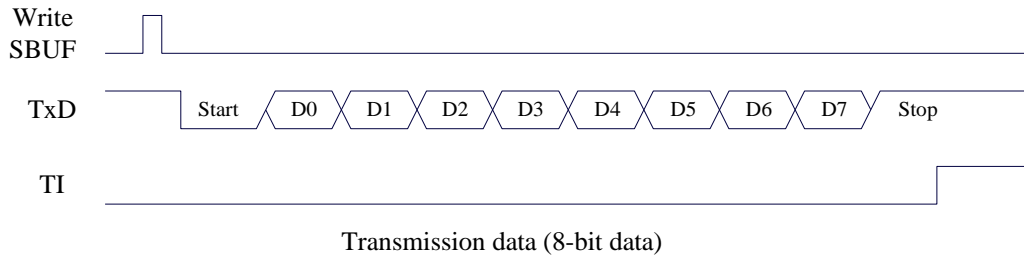 Write
SBUF
TxD Start D0 D1 D2 D3 D4 D5 D6 D7 Stop
TI
Transmission data (8-bit data)